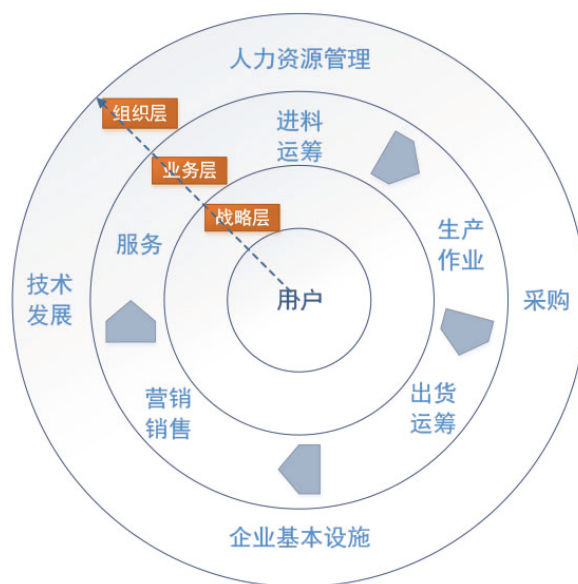 人力资源管理
组织层
进料
运筹
业务层
战略层
服务
生产
作业
技术
发展
用户
采购
营销
销售
出货
运筹
企业基本设施